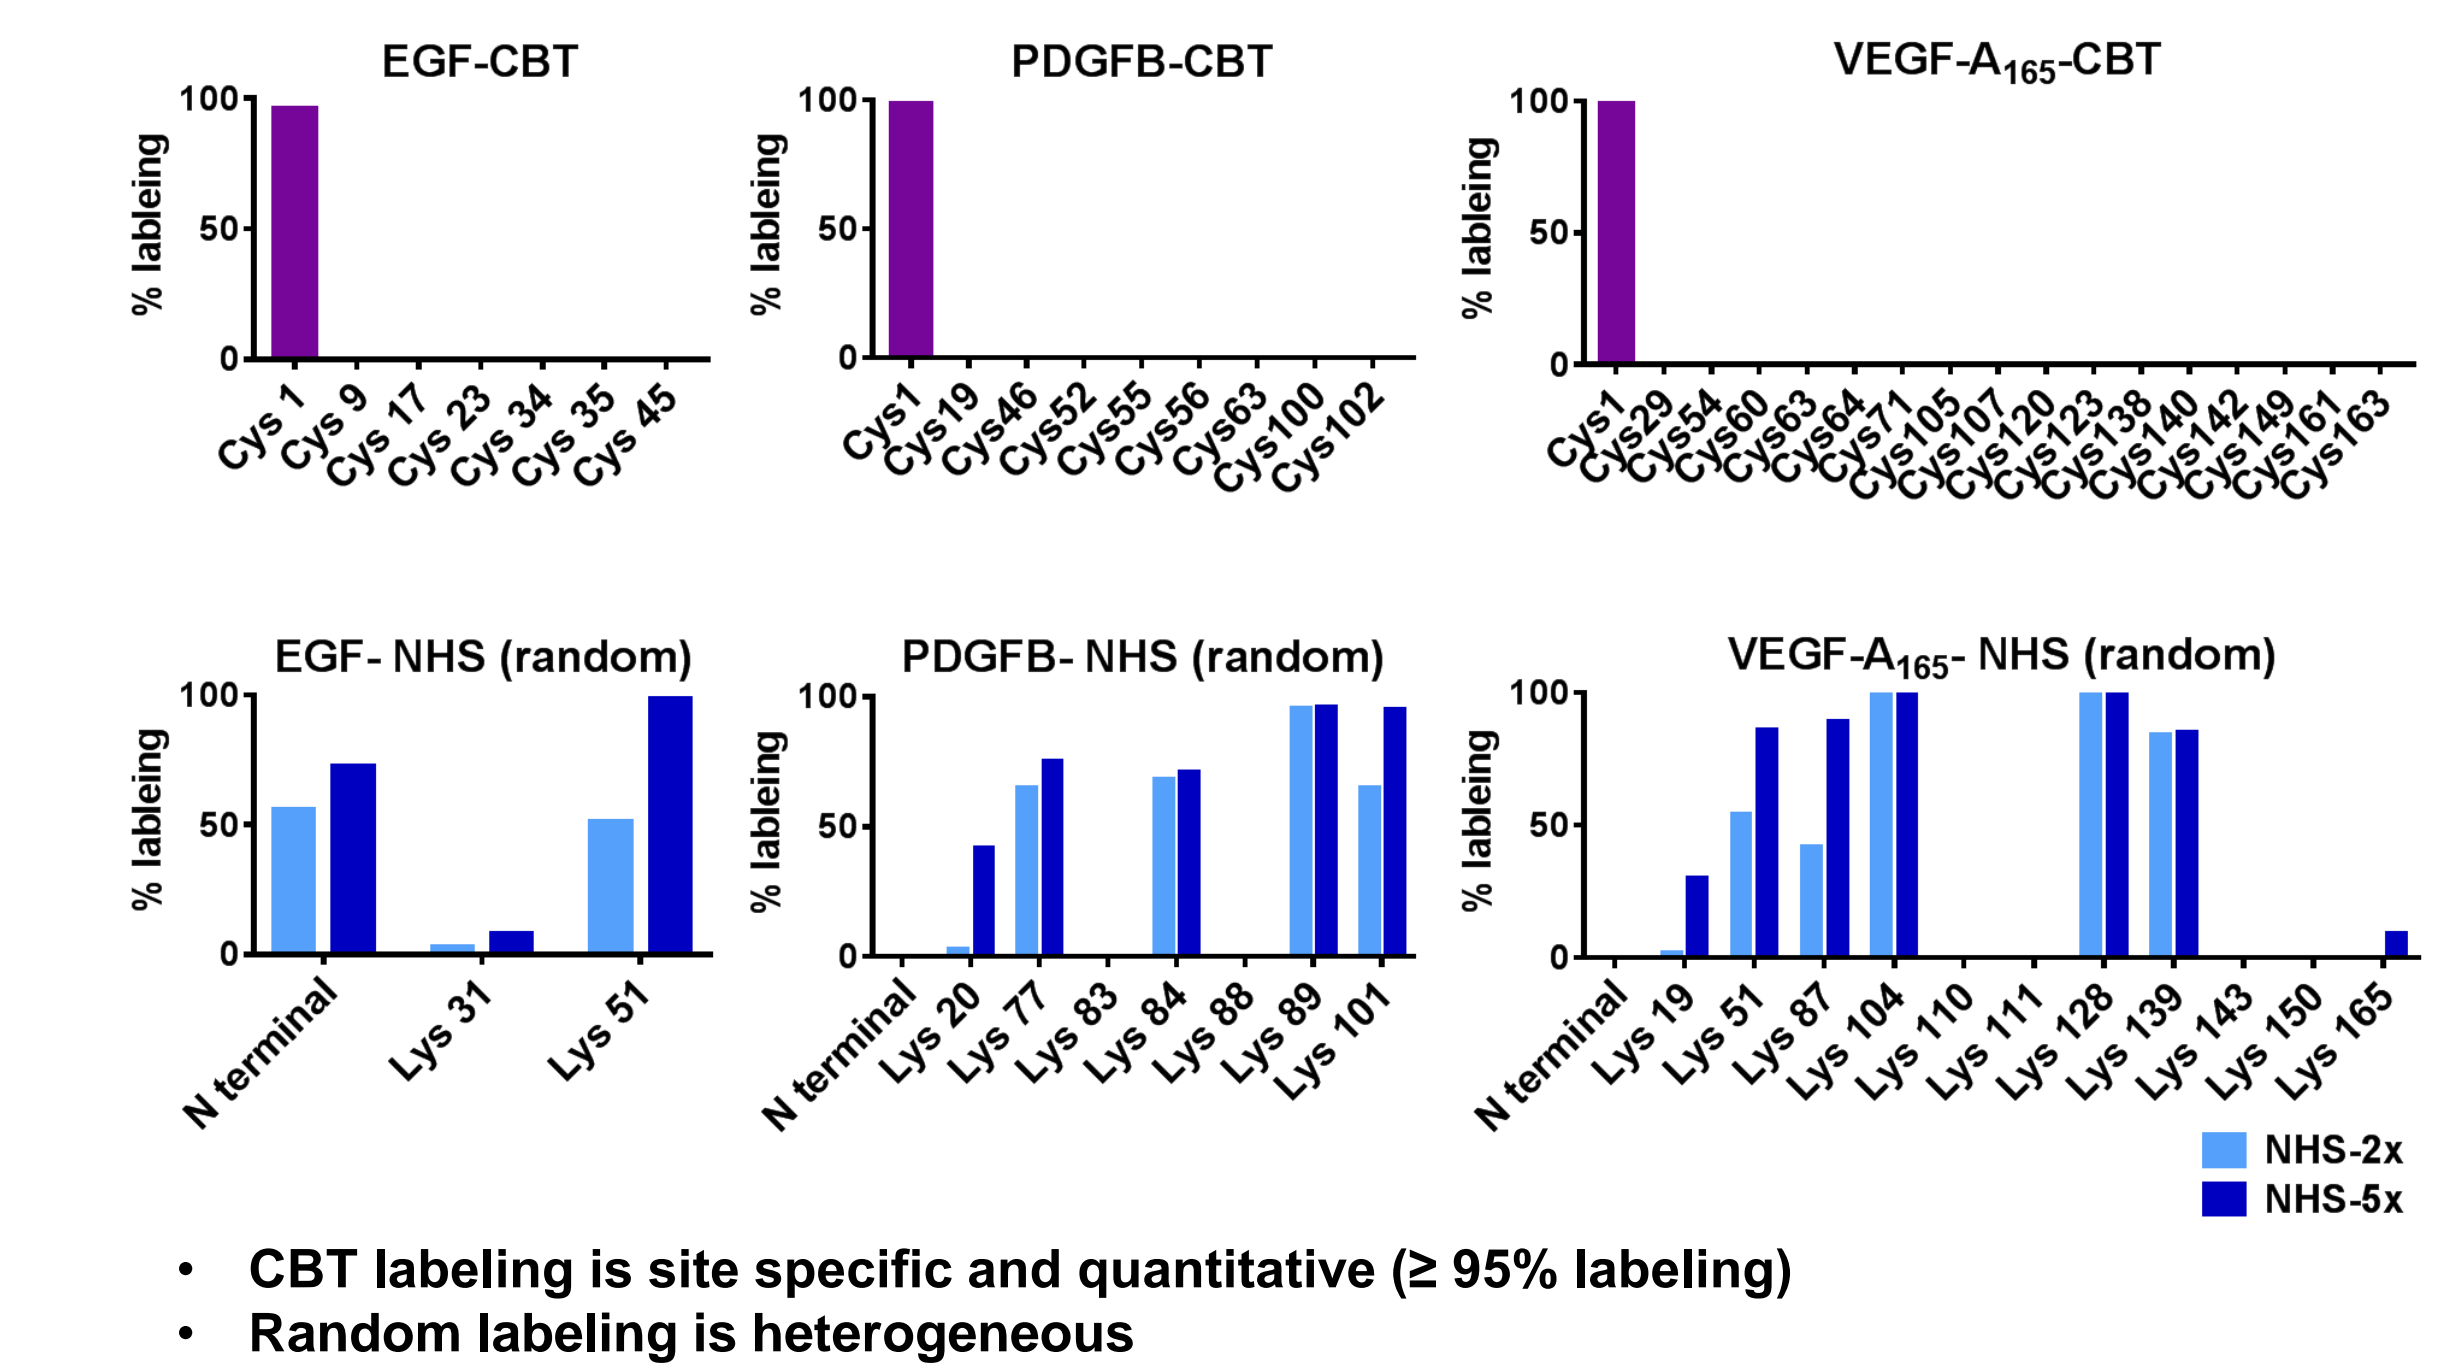 EGF-CBT
% lableing
100
50
0
Cys 1
Cys 9
Cys 17
Cys 23
Cys 34
Cys 35
Cys 45
PDGFB-CBT
% lableing
100
50
0
Cys1
Cys19
Cys46
Cys52
Cys55
Cys56
Cys63
Cys100
Cys102
VEGF-A165-CBT
% lableing
100
50
0
Cys1
Cys29
Cys54
Cys60
Cys63
Cys64
Cys71
Cys105
Cys107
Cys120
Cys123
Cys138
Cys140
Cys142
Cys149
Cys161
Cys163
EGF- NHS (random)
% lableing
100
50
0
N terminal
Lys 31
Lys 51
PDGFB- NHS (random)
% lableing
100
50
0
N terminal
Lys 20
Lys 77
Lys 83
Lys 84
Lys 88
Lys 89
Lys 101
VEGF-A165- NHS (random)
% lableing
100
50
0
N terminal
Lys 19
Lys 51
Lys 87
Lys 104
Lys 110
Lys 111
Lys 128
Lys 139
Lys 143
Lys 150
Lys 165
NHS-2x
NHS-5x
• CBT labeling is site specific and quantitative (≥ 95% labeling)
• Random labeling is heterogeneous